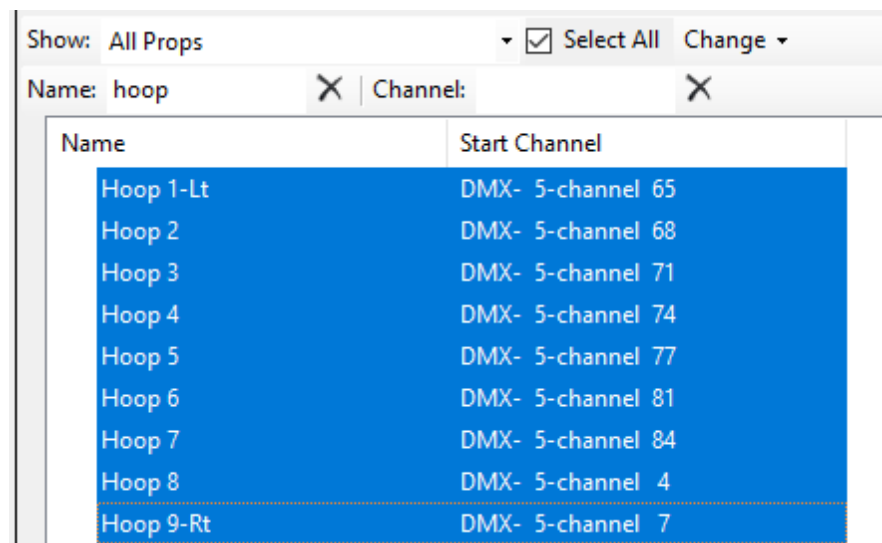 Show: All Props Select All Change
Name: hoop Channel:
Name Start Channel
Hoop 1-Lt DMX- 5-channel 65
Hoop 2 DMX- 5-channel 68
Hoop 3 DMX- 5-channel 71
Hoop 4 DMX- 5-channel 74
Hoop 5 DMX- 5-channel 77
Hoop 6 DMX- 5-channel 81
Hoop 7 DMX- 5-channel 84
Hoop 8 DMX- 5-channel 4
Hoop 9-Rt DMX- 5-channel 7